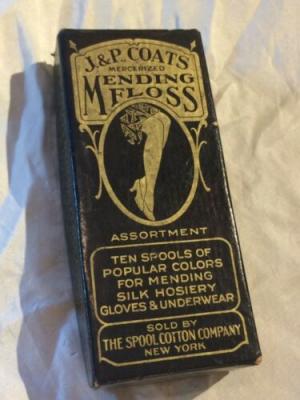 J. & P. COATS
MERCERIZED
MENDING
FLOSS
ASSORTMENT
TEN SPOOLS OF
POPULAR COLORS
FOR MENDING
SILK HOSIERY
GLOVES & UNDERWEAR
SOLD BY
THE SPOOL COTTON COMPANY
NEW YORK